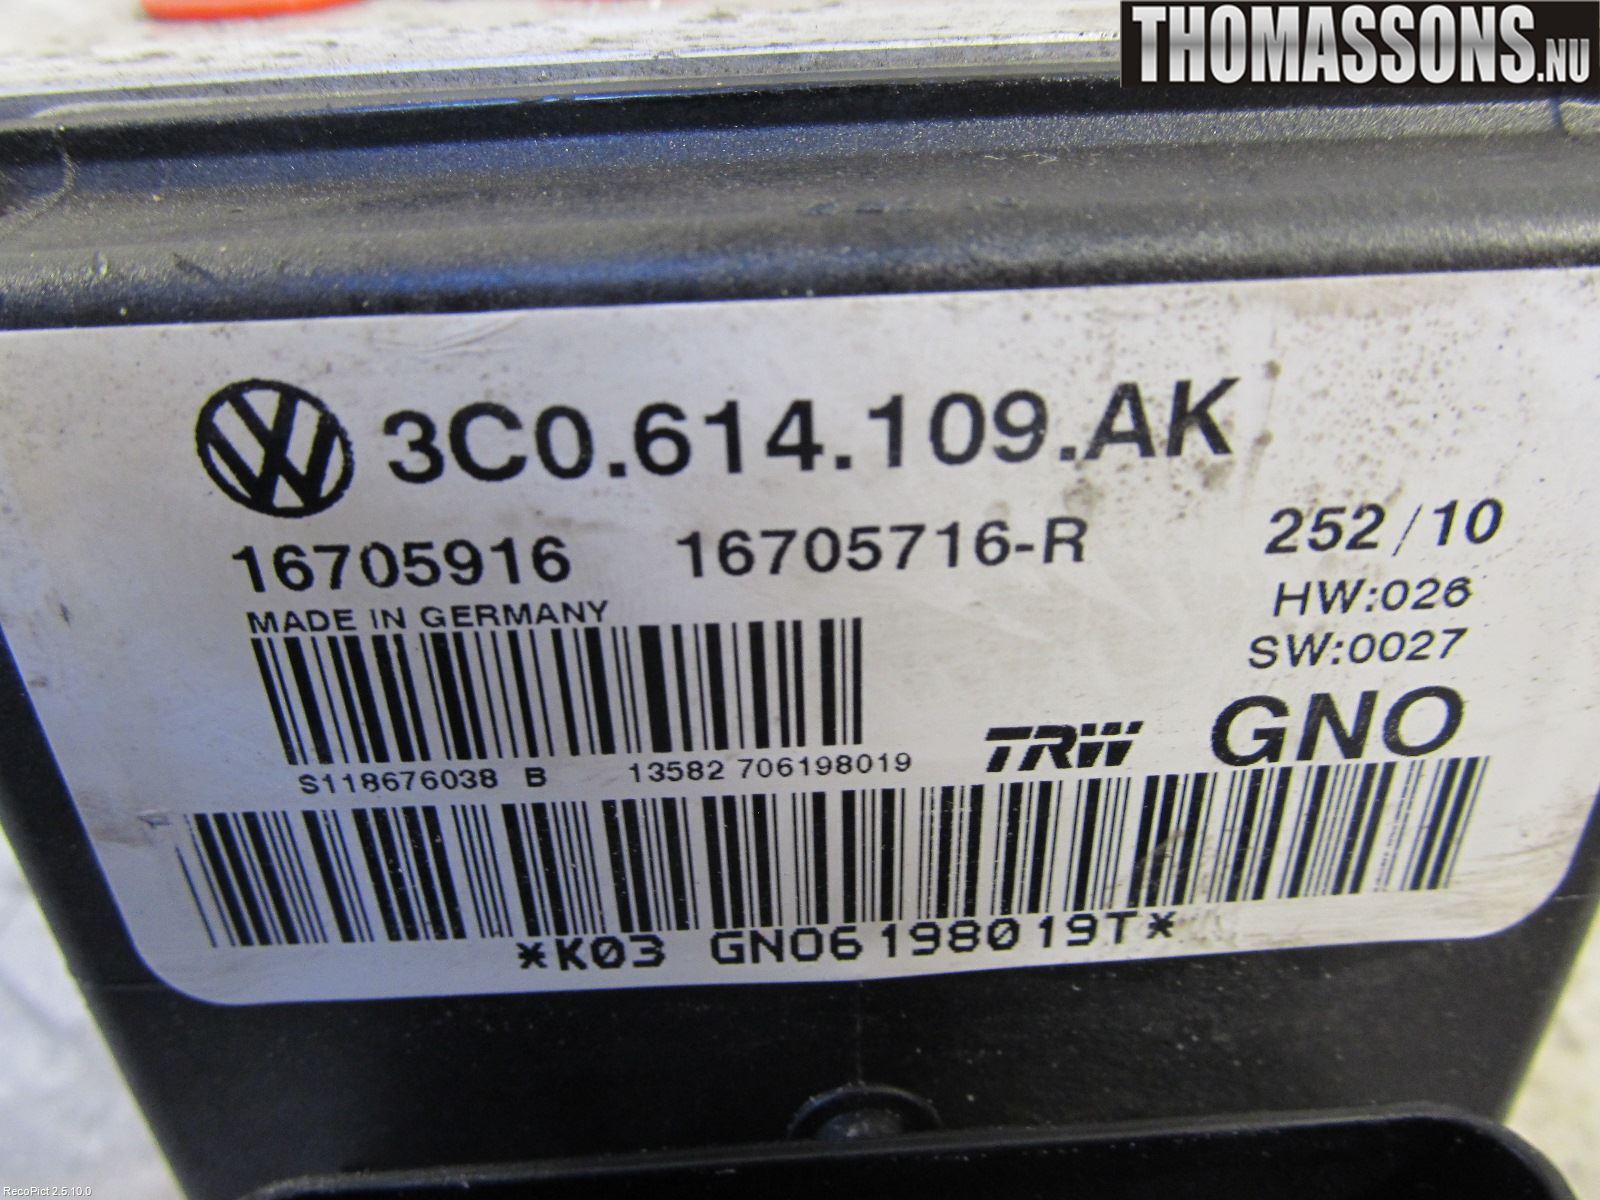 THOMASSONS.NU
3C0.614.109.AK
16705916 16705716-R 252/10
MADE IN GERMANY HW:026
SW:0027
TRW GNO
S118676038 B 13582 706198019
*K03 GNO6198019T*
RecoPict 2.5.10.0